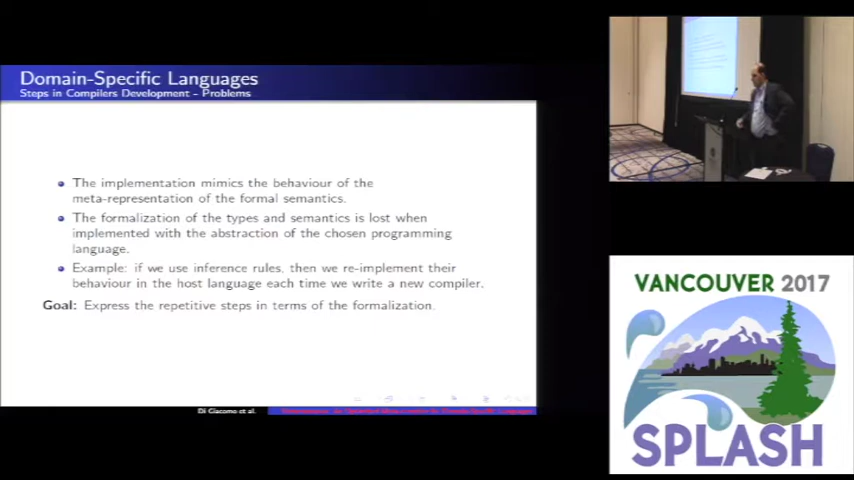 Domain-Specific Languages
Steps in Compilers Development - Problems
The implementation mimics the behaviour of the
meta-representation of the formal semantics.
The formalization of the types and semantics is lost when
implemented with the abstraction of the chosen programming
language.
Example: if we use inference rules, then we re-implement their
behaviour in the host language each time we write a new compiler.
Goal: Express the repetitive steps in terms of the formalization.
Di Giacomo et al.
for Domain-Specific Languages
VANCOUVER 2017
SPLASH